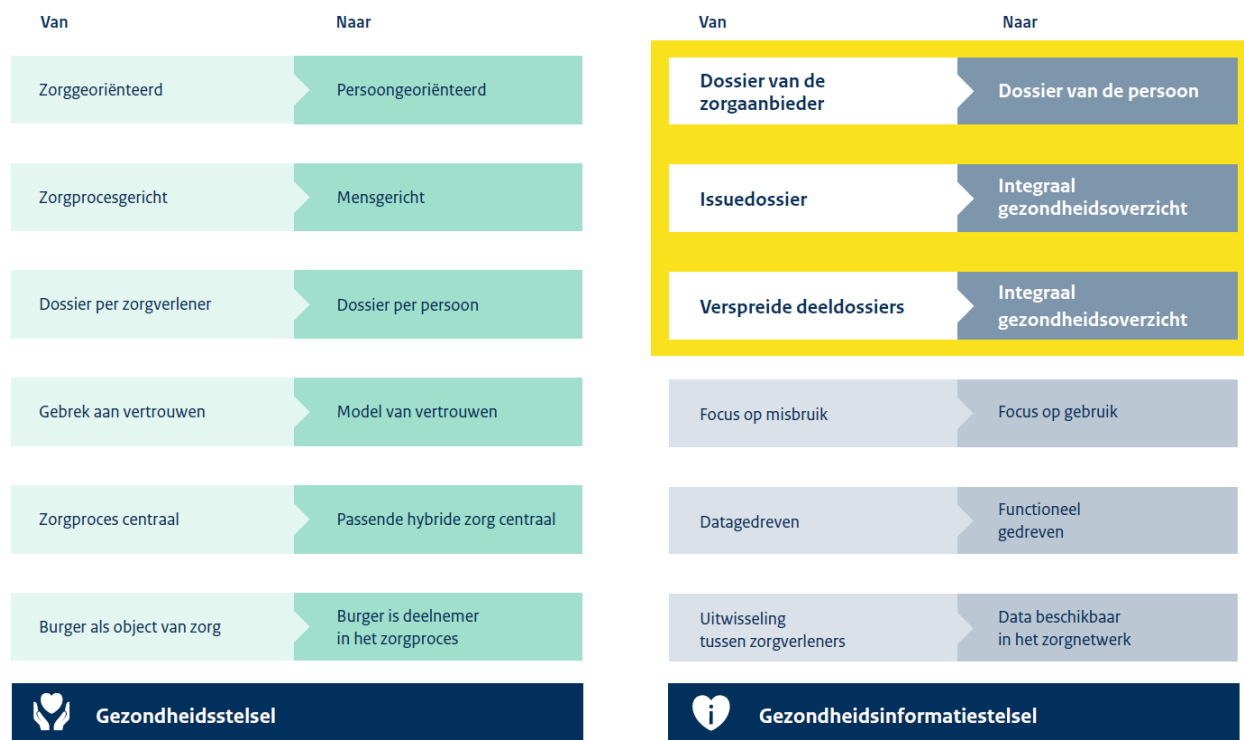 Van
Naar
Zorggeoriënteerd
Persoongeoriënteerd
Zorgprocesgericht
Mensgericht
Dossier per zorgverlener
Dossier per persoon
Gebrek aan vertrouwen
Model van vertrouwen
Zorgproces centraal
Passende hybride zorg centraal
Burger als object van zorg
Burger is deelnemer
in het zorgproces
Gezondheidsstelsel
Van
Naar
Dossier van de
zorgaanbieder
Dossier van de persoon
Issuedossier
Integraal
gezondheidsoverzicht
Verspreide deeldossiers
Integraal
gezondheidsoverzicht
Focus op misbruik
Focus op gebruik
Datagedreven
Functioneel
gedreven
Uitwisseling
tussen zorgverleners
Data beschikbaar
in het zorgnetwerk
Gezondheidsinformatiestelsel